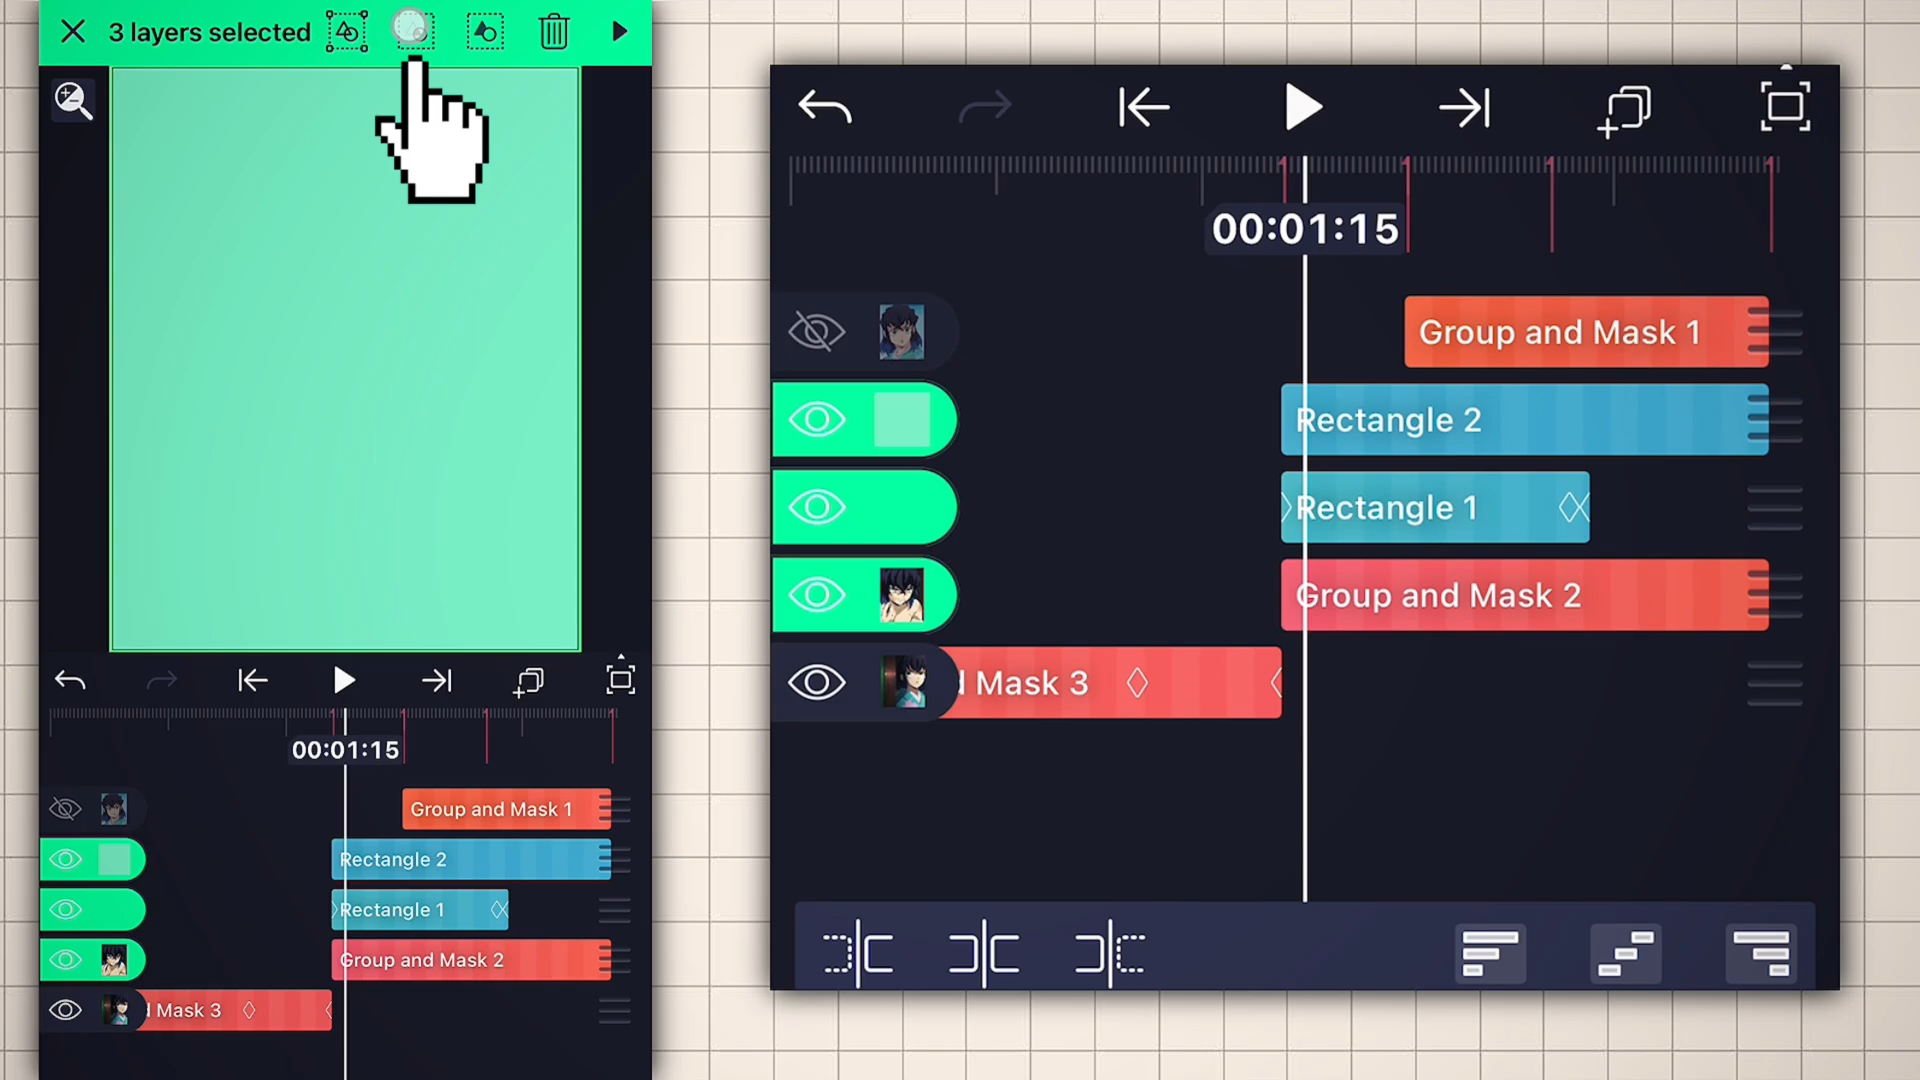 3 layers selected
00:01:15
Group and Mask 1
Rectangle 2
Rectangle 1
Group and Mask 2
Mask 3
00:01:15
Group and Mask 1
Rectangle 2
Rectangle 1
Group and Mask 2
d Mask 3